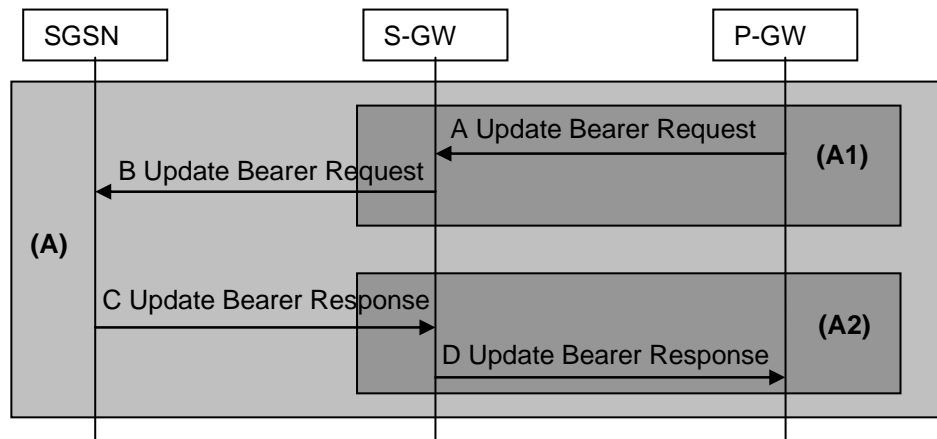 SGSN
S-GW
P-GW
A Update Bearer Request
(A1)
B Update Bearer Request
(A)
C Update Bearer Response
(A2)
D Update Bearer Response